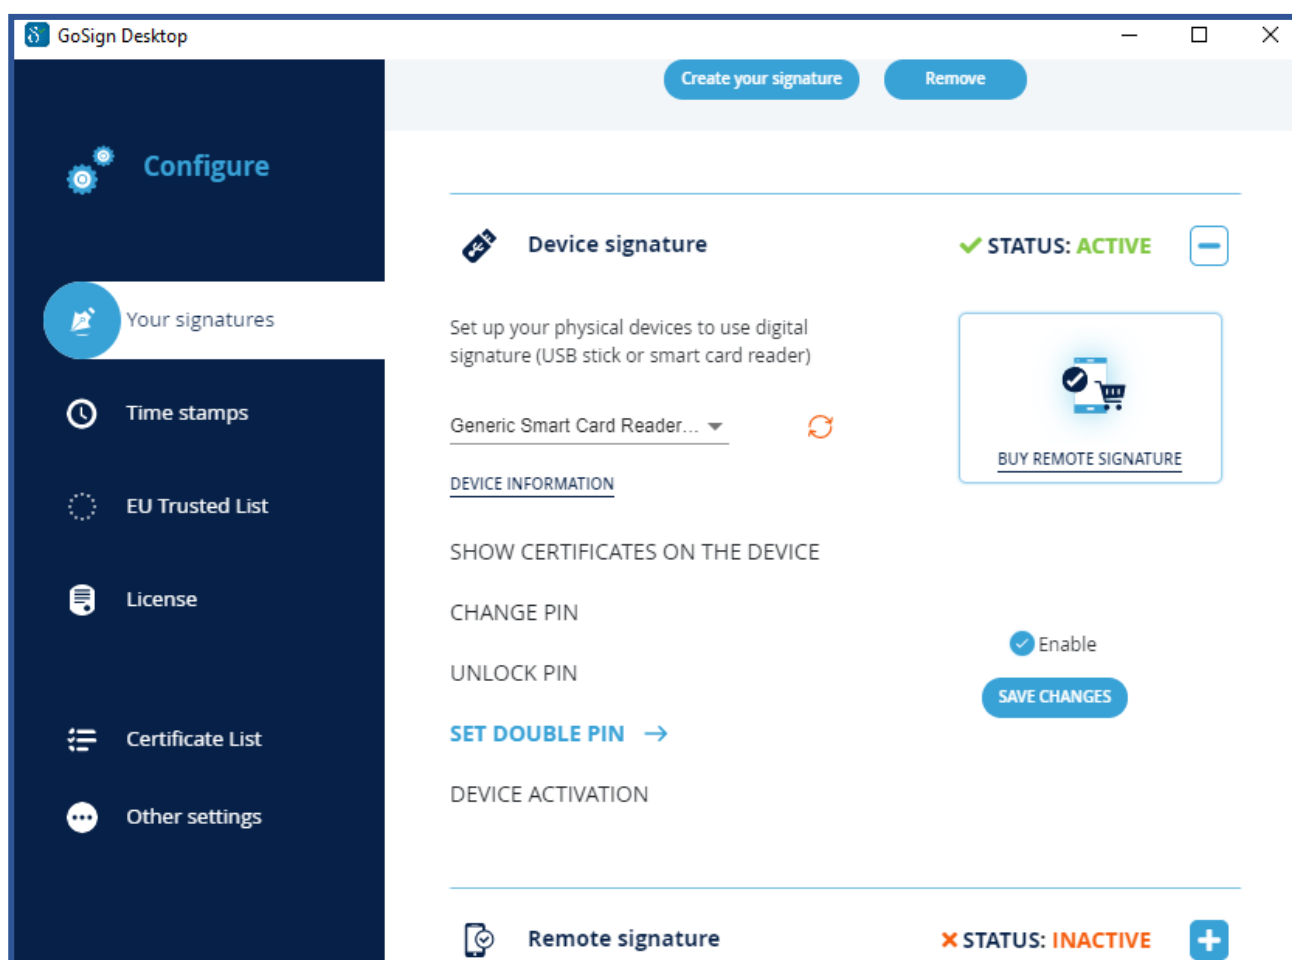 GoSign Desktop
Create your signature
Remove
Configure
Device signature
STATUS: ACTIVE
Your signatures
Set up your physical devices to use digital
signature (USB stick or smart card reader)
Time stamps
Generic Smart Card Reader...
BUY REMOTE SIGNATURE
DEVICE INFORMATION
EU Trusted List
SHOW CERTIFICATES ON THE DEVICE
License
CHANGE PIN
Enable
UNLOCK PIN
SAVE CHANGES
SET DOUBLE PIN
Certificate List
DEVICE ACTIVATION
Other settings
Remote signature
STATUS: INACTIVE